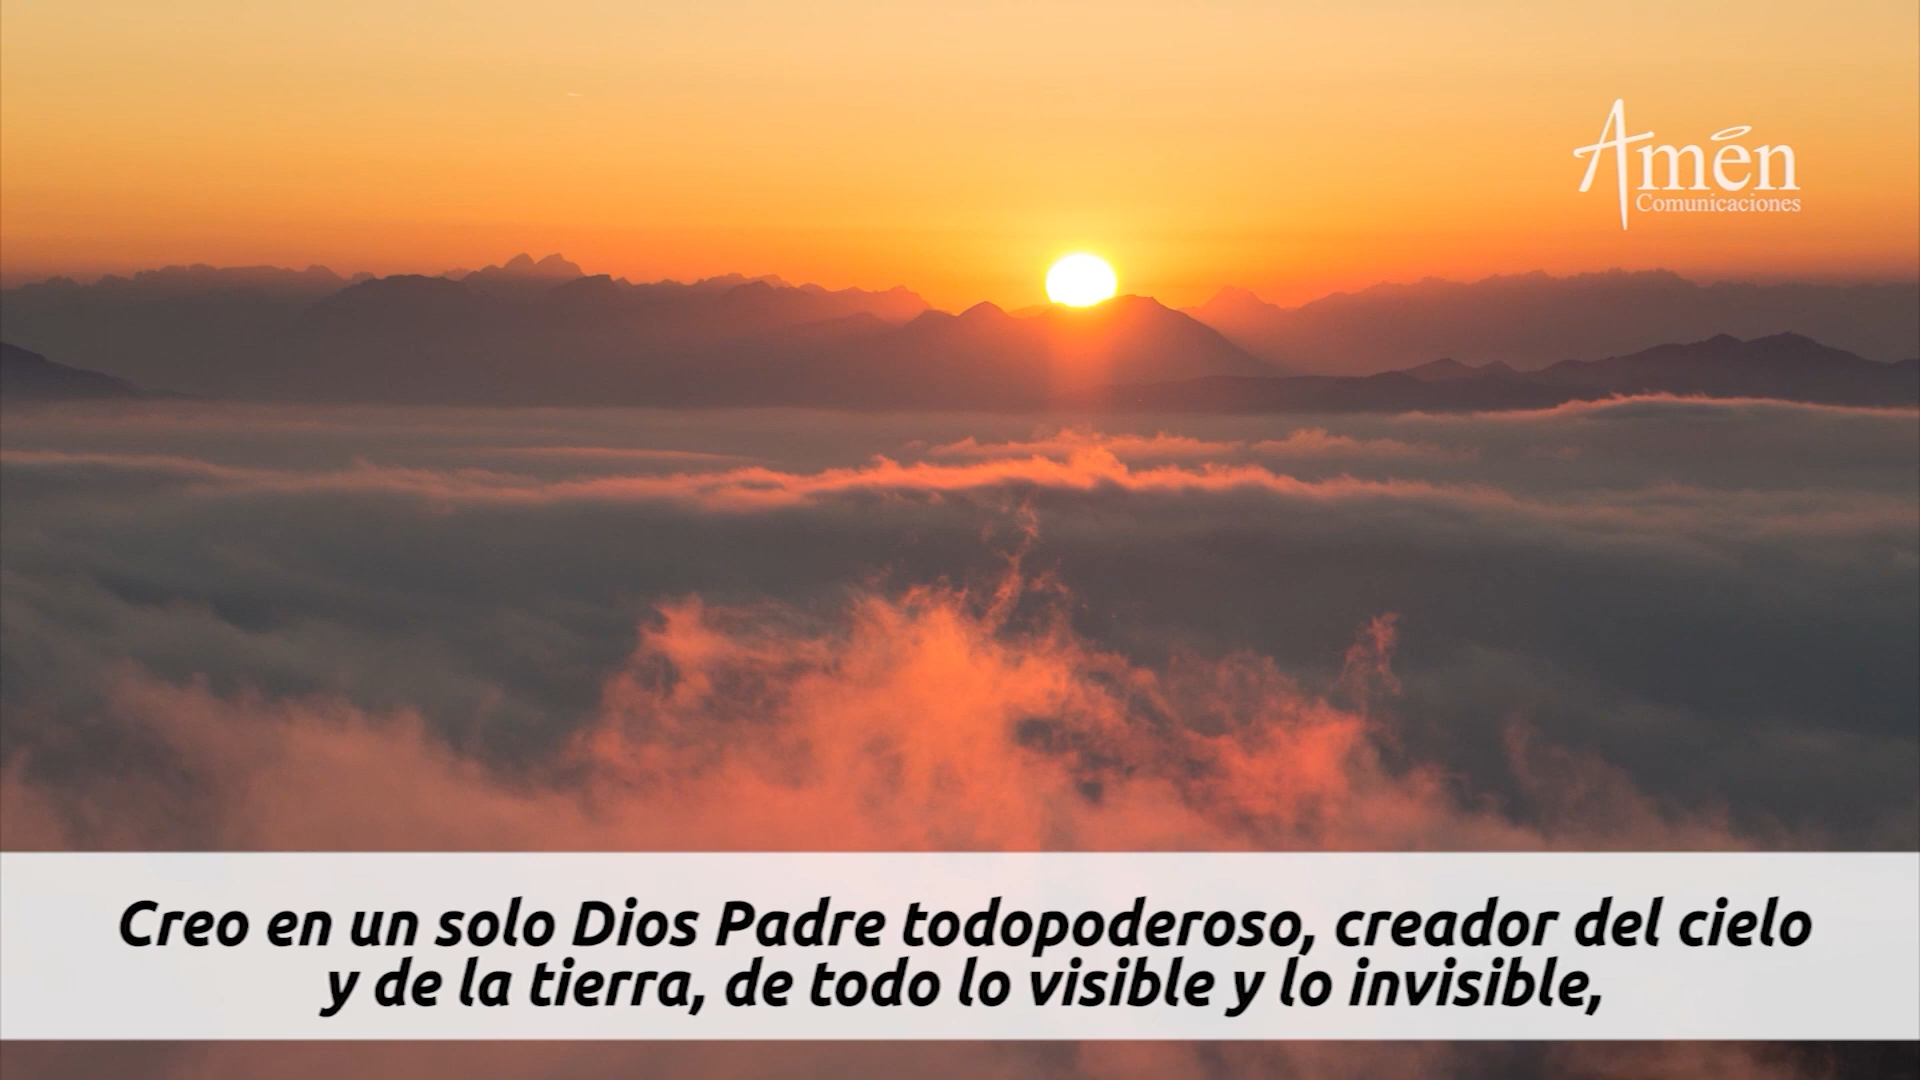 Amén
Comunicaciones
Creo en un solo Dios Padre todopoderoso, creador del cielo
y de la tierra, de todo lo visible y lo invisible,